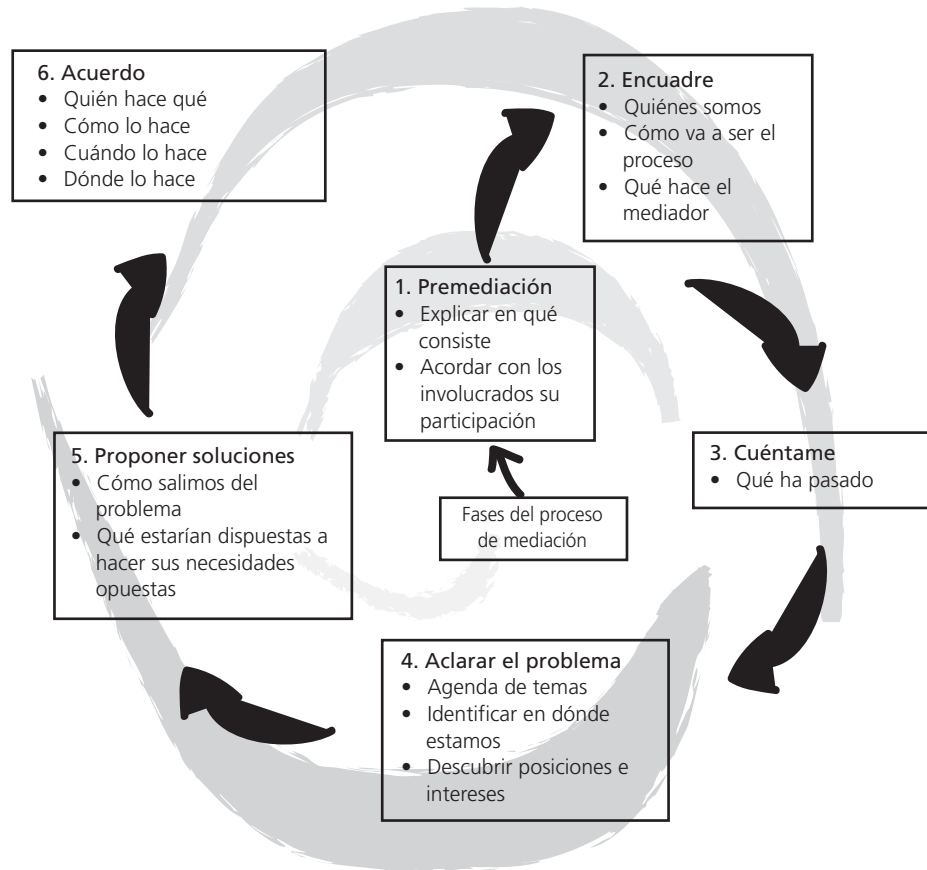 6. Acuerdo
• Quién hace qué
• Cómo lo hace
• Cuándo lo hace
• Dónde lo hace
2. Encuadre
• Quiénes somos
• Cómo va a ser el
proceso
• Qué hace el
mediador
1. Premediación
• Explicar en qué
consiste
• Acordar con los
involucrados su
participación
5. Proponer soluciones
• Cómo salimos del
problema
• Qué estarían dispuestas a
hacer sus necesidades
opuestas
3. Cuéntame
• Qué ha pasado
Fases del proceso
de mediación
4. Aclarar el problema
• Agenda de temas
• Identificar en dónde
estamos
• Descubrir posiciones e
intereses